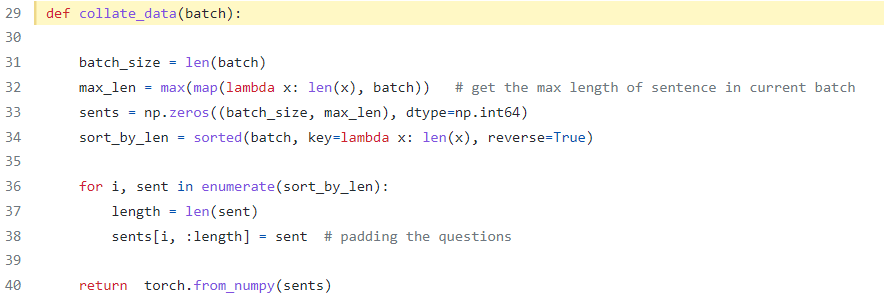 29 def collate_data(batch):
30
31     batch_size = len(batch)
32     max_len = max(map(lambda x: len(x), batch))   # get the max length of sentence in current batch
33     sents = np.zeros((batch_size, max_len), dtype=np.int64)
34     sort_by_len = sorted(batch, key=lambda x: len(x), reverse=True)
35
36     for i, sent in enumerate(sort_by_len):
37         length = len(sent)
38         sents[i, :length] = sent  # padding the questions
39
40     return  torch.from_numpy(sents)